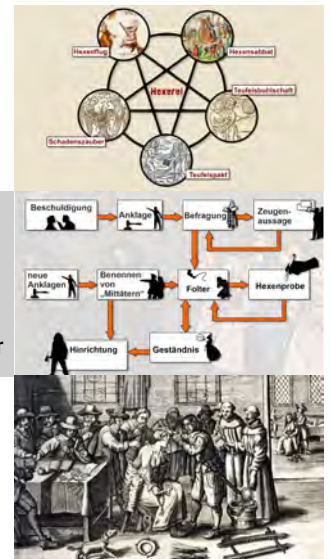 Hexenflug
Hexensabbat
Hexerei
Teufelsbuhlschaft
Schadenszauber
Teufelspakt
Beschuldigung
Anklage
Befragung
Zeugen-
aussage
neue
Anklagen
Benennen
von
„Mittätern"
Folter
Hexenprobe
r
Hinrichtung
Geständnis